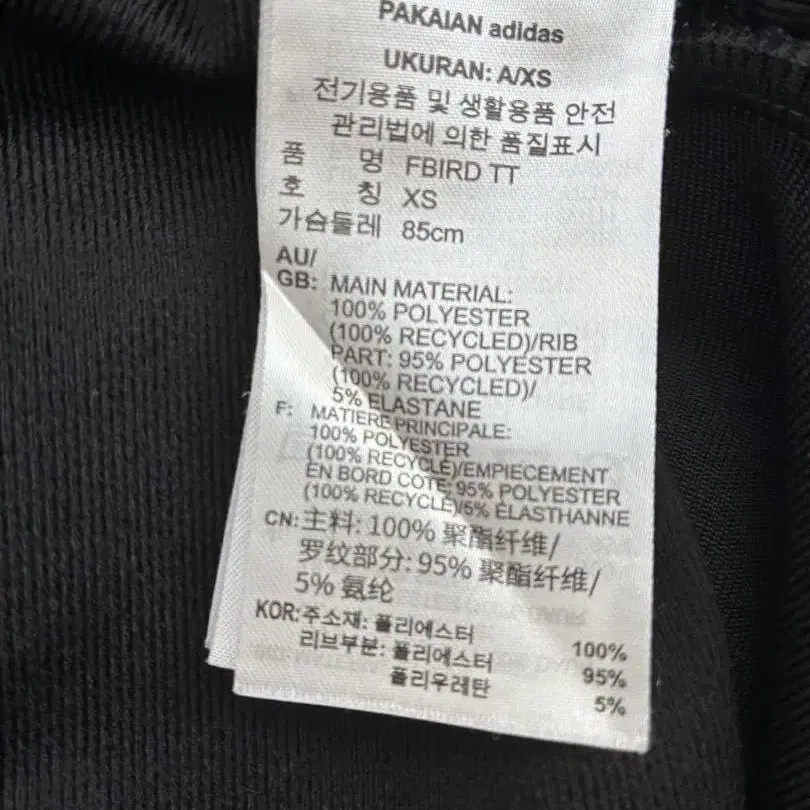 PAKAIAN adidas
UKURAN: A/XS
전기용품 및 생활용품 안전
관리법에 의한 품질표시
품 명 FBIRD TT
호 칭 XS
가슴둘레 85cm
AU/
GB: MAIN MATERIAL:
100% POLYESTER
(100% RECYCLED)/RIB
PART: 95% POLYESTER
(100% RECYCLED)/
5% ELASTANE
F: MATIERE PRINCIPALE:
100% POLYESTER
(100% RECYCLÉ)/EMPIECEMENT
EN BORD COTE: 95% POLYESTER
(100% RECYCLÉ)/5% ÉLASTHANNE
CN: 主料: 100% 聚酯纤维/
罗纹部分: 95% 聚酯纤维/
5% 氨纶
KOR: 주소재: 폴리에스터 100%
리브부분: 폴리에스터 95%
폴리우레탄 5%